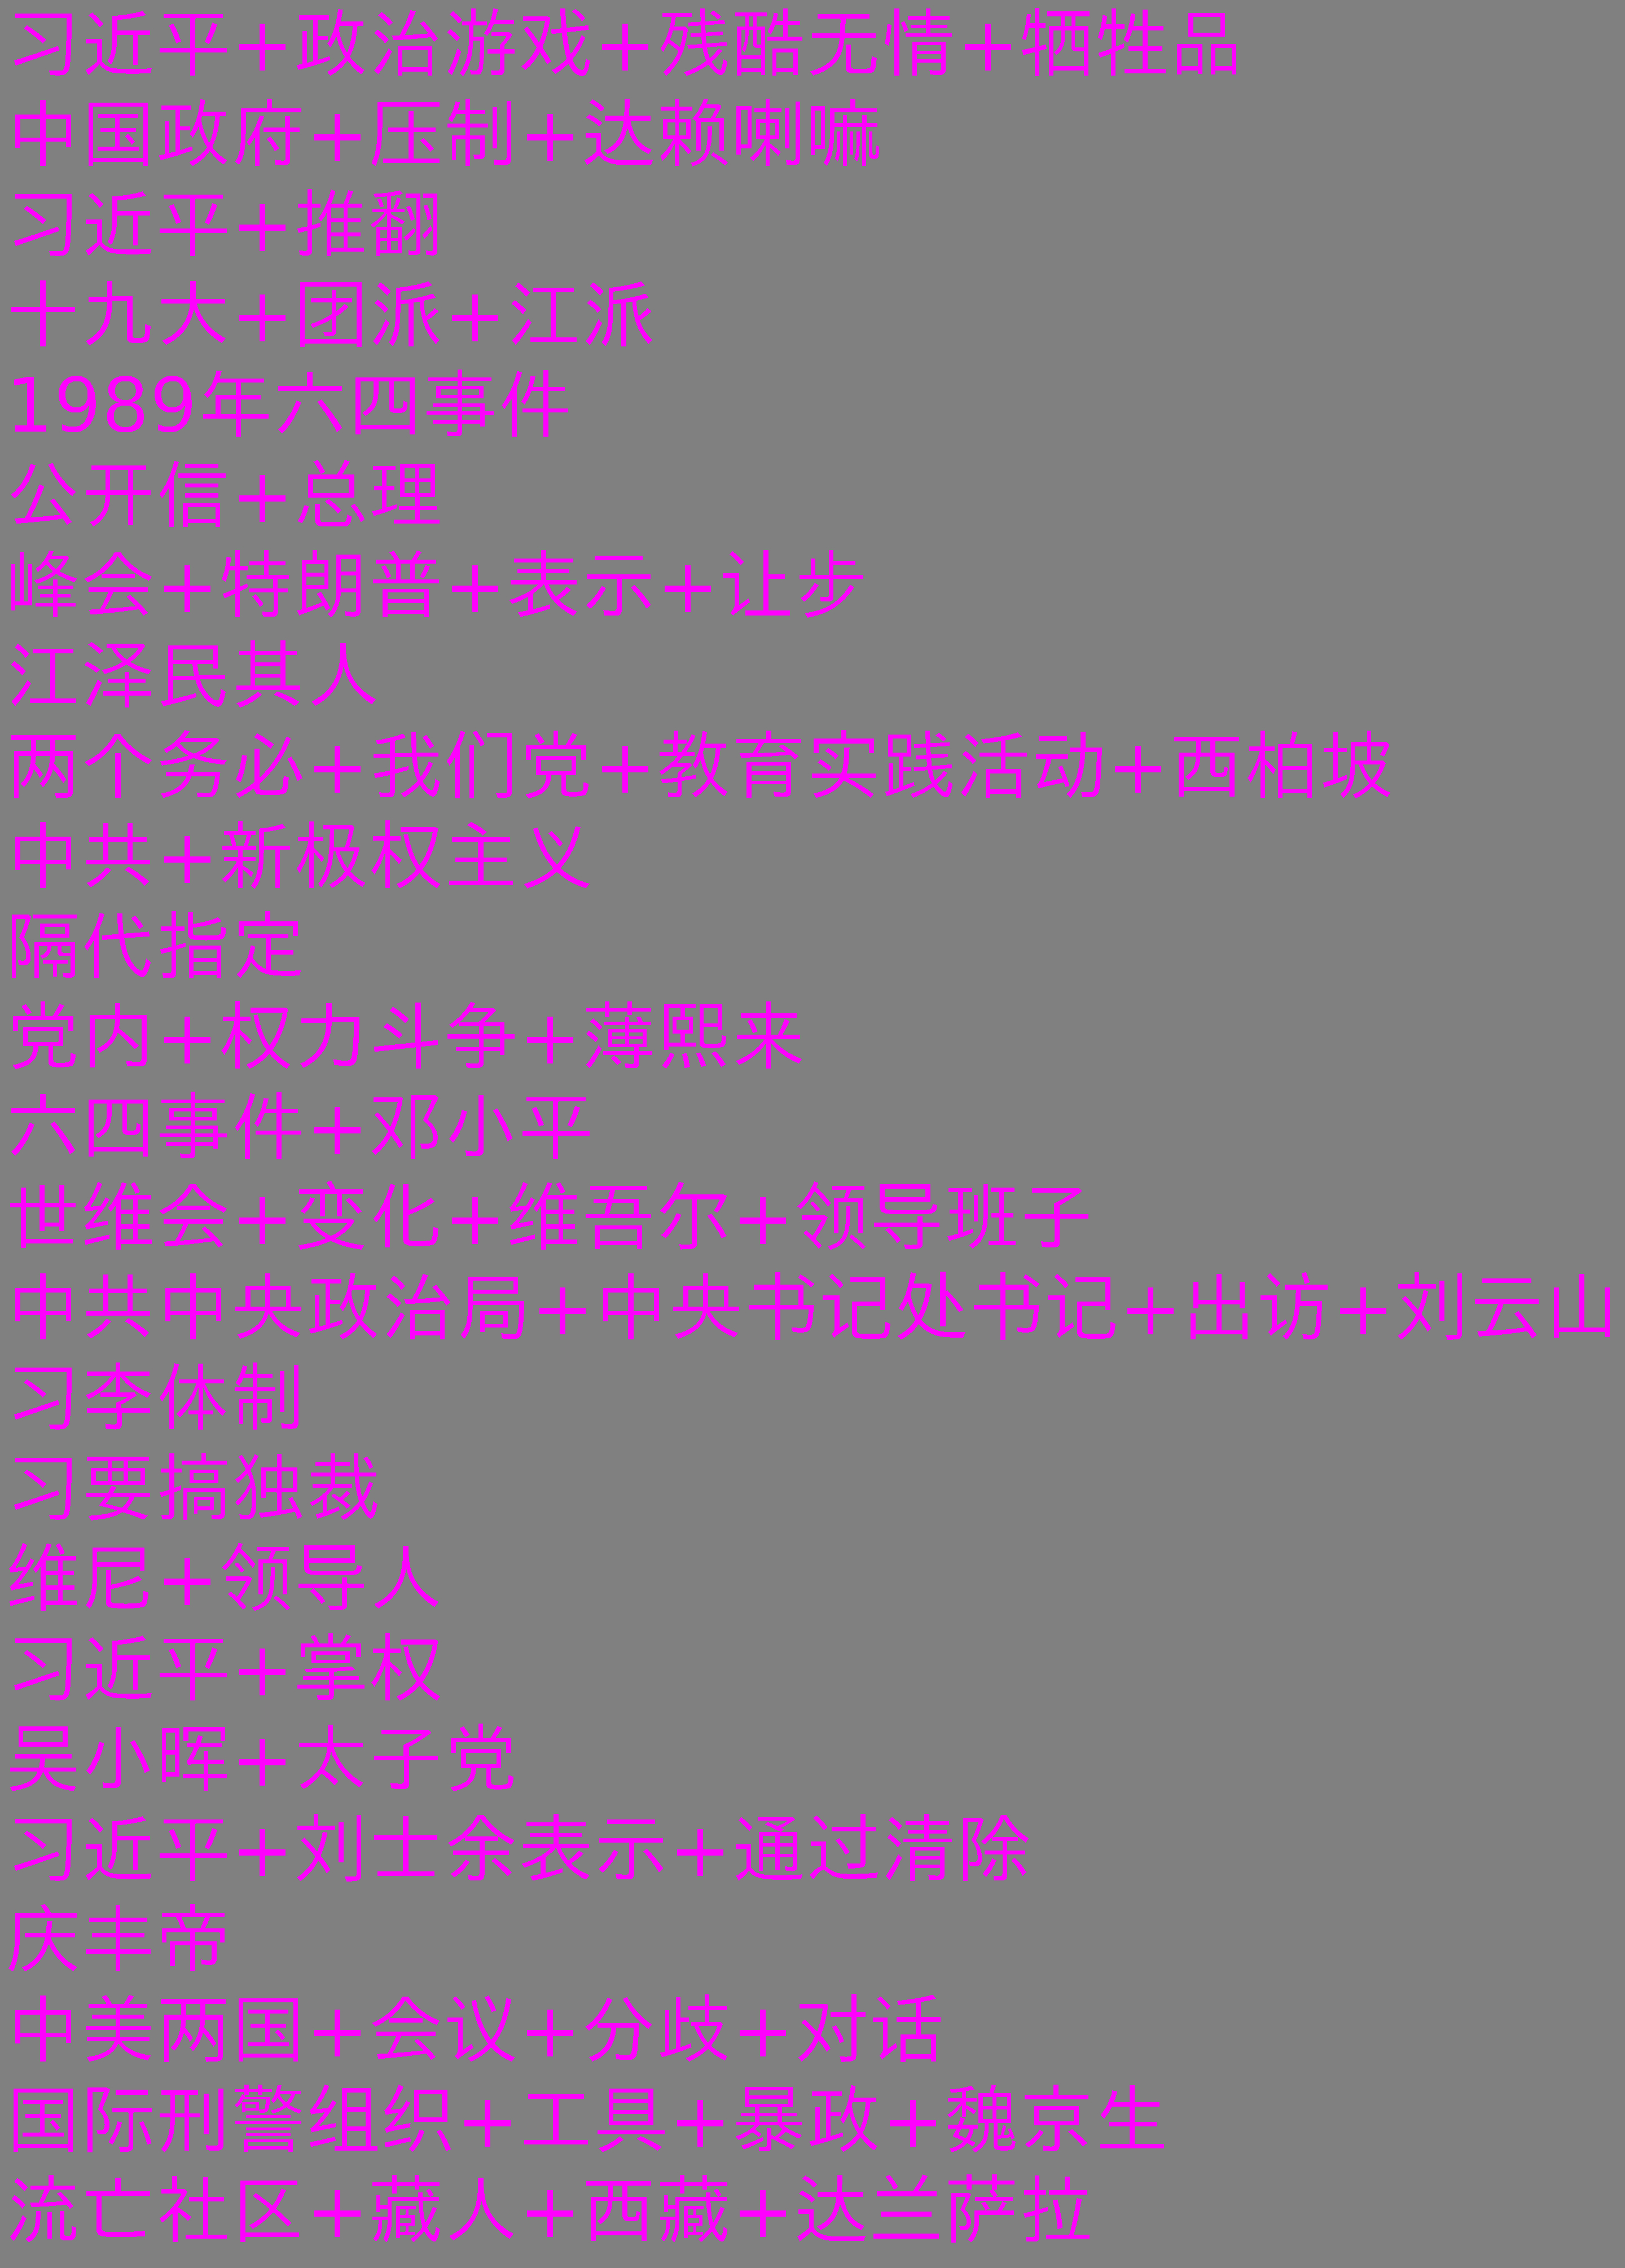 习近平+政治游戏+残酷无情+牺牲品
中国政府+压制+达赖喇嘛
习近平+推翻
十九大+团派+江派
1989年六四事件
公开信+总理
峰会+特朗普+表示+让步
江泽民其人
两个务必+我们党+教育实践活动+西柏坡
中共+新极权主义
隔代指定
党内+权力斗争+薄熙来
六四事件+邓小平
世维会+变化+维吾尔+领导班子
中共中央政治局+中央书记处书记+出访+刘云山
习李体制
习要搞独裁
维尼+领导人
习近平+掌权
吴小晖+太子党
习近平+刘士余表示+通过清除
庆丰帝
中美两国+会议+分歧+对话
国际刑警组织+工具+暴政+魏京生
流亡社区+藏人+西藏+达兰萨拉